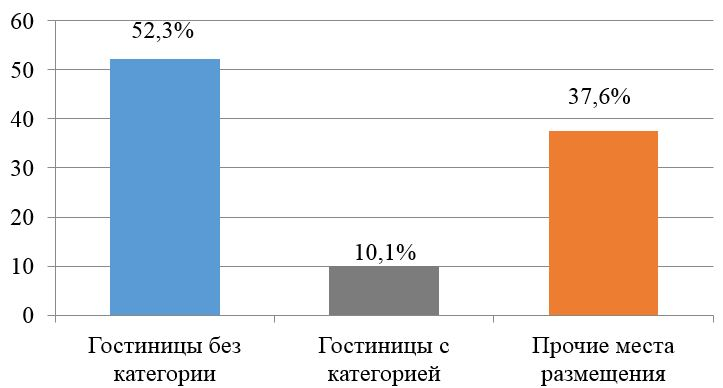 60
50
40
30
20
10
0
52,3%
10,1%
37,6%
Гостиницы без
категории
Гостиницы с
категорией
Прочие места
размещения